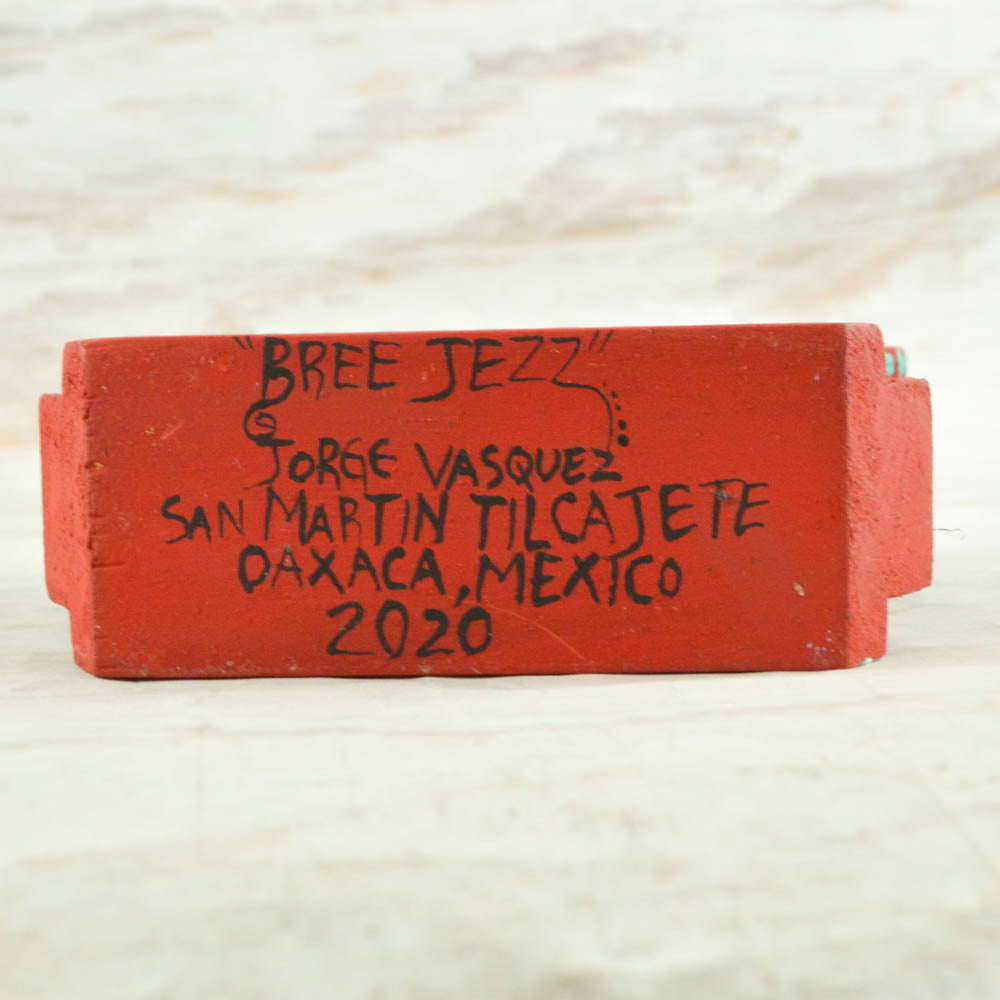 "BREE JEZZ"
JORGE VASQUEZ
SAN MARTIN TILCAJETE
OAXACA, MEXICO
2020